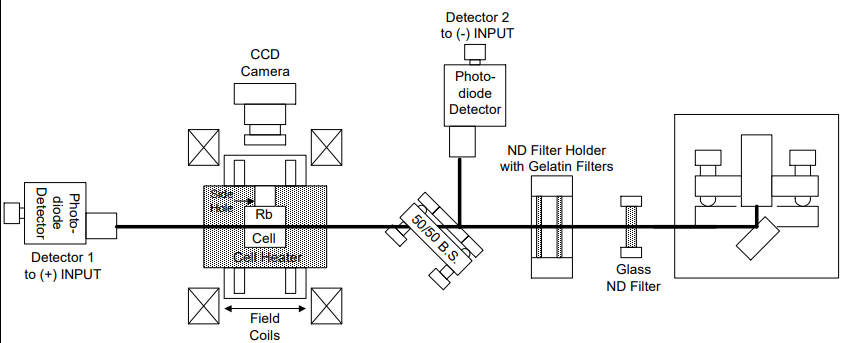 Detector 2
to (-) INPUT
CCD
Camera
Photo-
diode
Detector
ND Filter Holder
with Gelatin Filters
Side
Hole
Rb
Cell
Cell Heater
Photo-
diode
Detector
Detector 1
to (+) INPUT
50/50 B.S.
Glass
ND Filter
Field
Coils